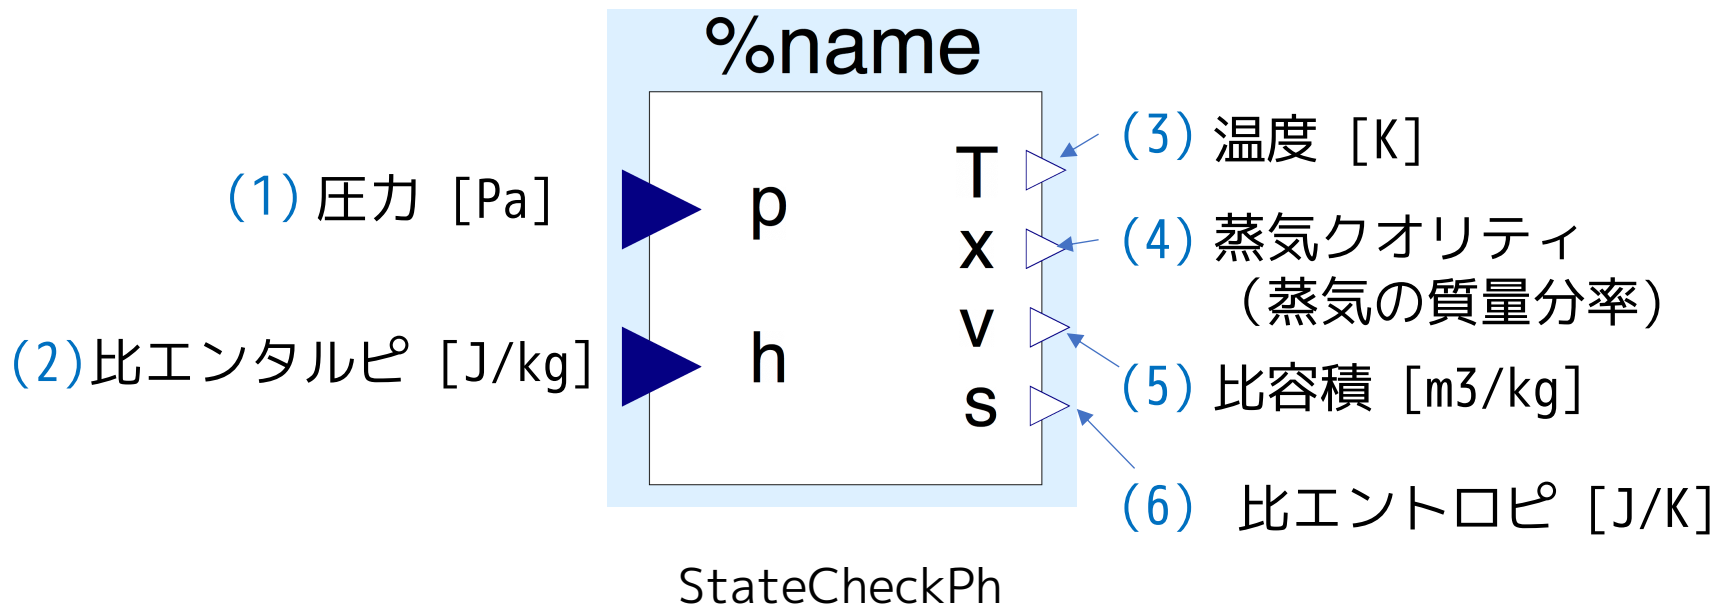 %name
(1) 圧力 [Pa]
(2) 比エンタルピ [J/kg]
p
h
T
x
v
s
(3) 温度 [K]
(4) 蒸気クオリティ
(蒸気の質量分率)
(5) 比容積 [m3/kg]
(6) 比エントロピ [J/K]
StateCheckPh